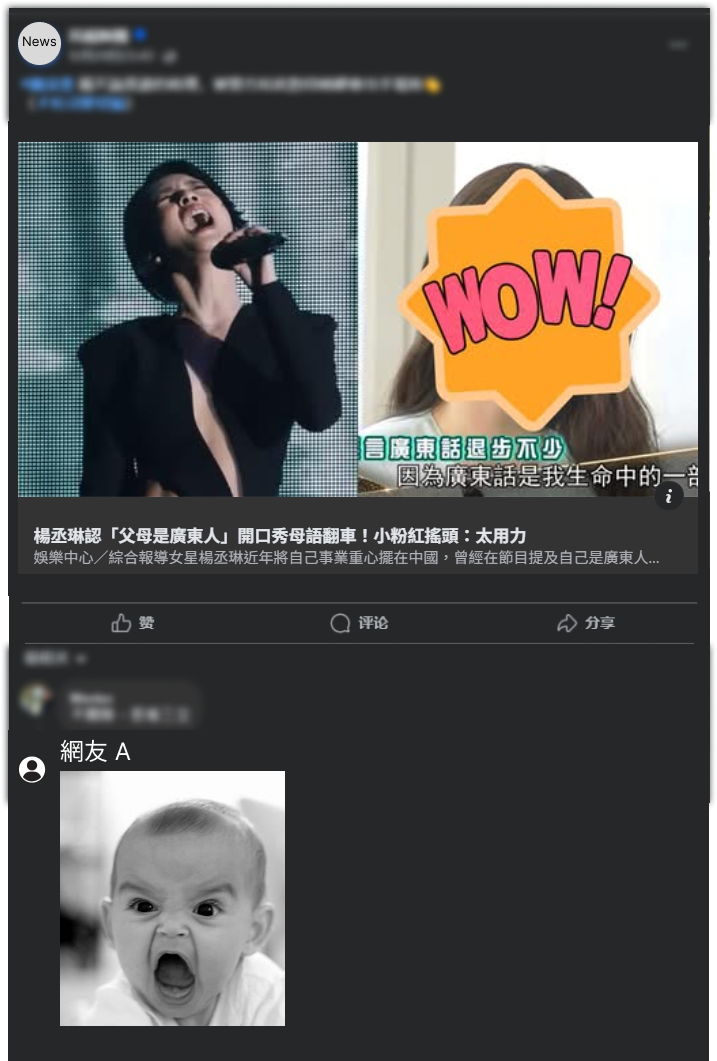 News
WOW!
言廣東話退步不少
因為廣東話是我生命中的一部
楊丞琳認「父母是廣東人」開口秀母語翻車！小粉紅搖頭：太用力
娛樂中心／綜合報導女星楊丞琳近年將自己事業重心擺在中國，曾經在節目提及自己是廣東人...
赞
评论
分享
網友 A